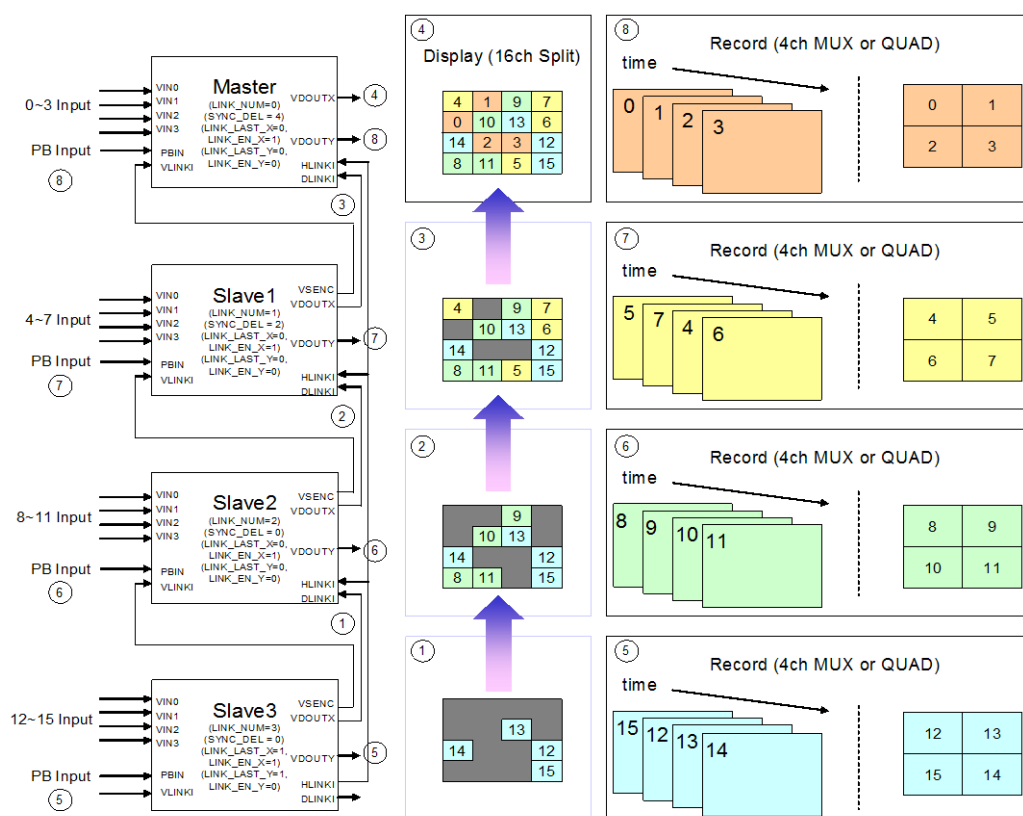 Master
(LINK_NUM=0)
(SYNC_DEL = 4)
(LINK_LAST_X=0,
LINK_EN_X=1)
(LINK_LAST_Y=0,
LINK_EN_Y=0)
VIN0
VIN1
VIN2
VIN3
PBIN
VLINKI
VDOUTX
VDOUTY
HLINKI
DLINKI
0~3 Input
PB Input
8
4
8
3
Slave1
(LINK_NUM=1)
(SYNC_DEL = 2)
(LINK_LAST_X=0,
LINK_EN_X=1)
(LINK_LAST_Y=0,
LINK_EN_Y=0)
VIN0
VIN1
VIN2
VIN3
PBIN
VLINKI
VSENC
VDOUTX
VDOUTY
HLINKI
DLINKI
4~7 Input
PB Input
7
7
2
Slave2
(LINK_NUM=2)
(SYNC_DEL = 0)
(LINK_LAST_X=0,
LINK_EN_X=1)
(LINK_LAST_Y=0,
LINK_EN_Y=0)
VIN0
VIN1
VIN2
VIN3
PBIN
VLINKI
VSENC
VDOUTX
VDOUTY
HLINKI
DLINKI
8~11 Input
PB Input
6
6
1
Slave3
(LINK_NUM=3)
(SYNC_DEL = 0)
(LINK_LAST_X=1,
LINK_EN_X=1)
(LINK_LAST_Y=1,
LINK_EN_Y=0)
VIN0
VIN1
VIN2
VIN3
PBIN
VLINKI
VSENC
VDOUTX
VDOUTY
HLINKI
DLINKI
12~15 Input
PB Input
5
5
4
Display (16ch Split)
4 1 9 7
0 10 13 6
14 2 3 12
8 11 5 15
3
4 9 7
10 13 6
14 12
8 11 5 15
2
9
10 13
14 12
8 11 15
1
13
14 12
15
8
Record (4ch MUX or QUAD)
time
0 1 2 3
0 1
2 3
7
Record (4ch MUX or QUAD)
time
5 7 4 6
4 5
6 7
6
Record (4ch MUX or QUAD)
time
8 9 10 11
8 9
10 11
5
Record (4ch MUX or QUAD)
time
15 12 13 14
12 13
15 14